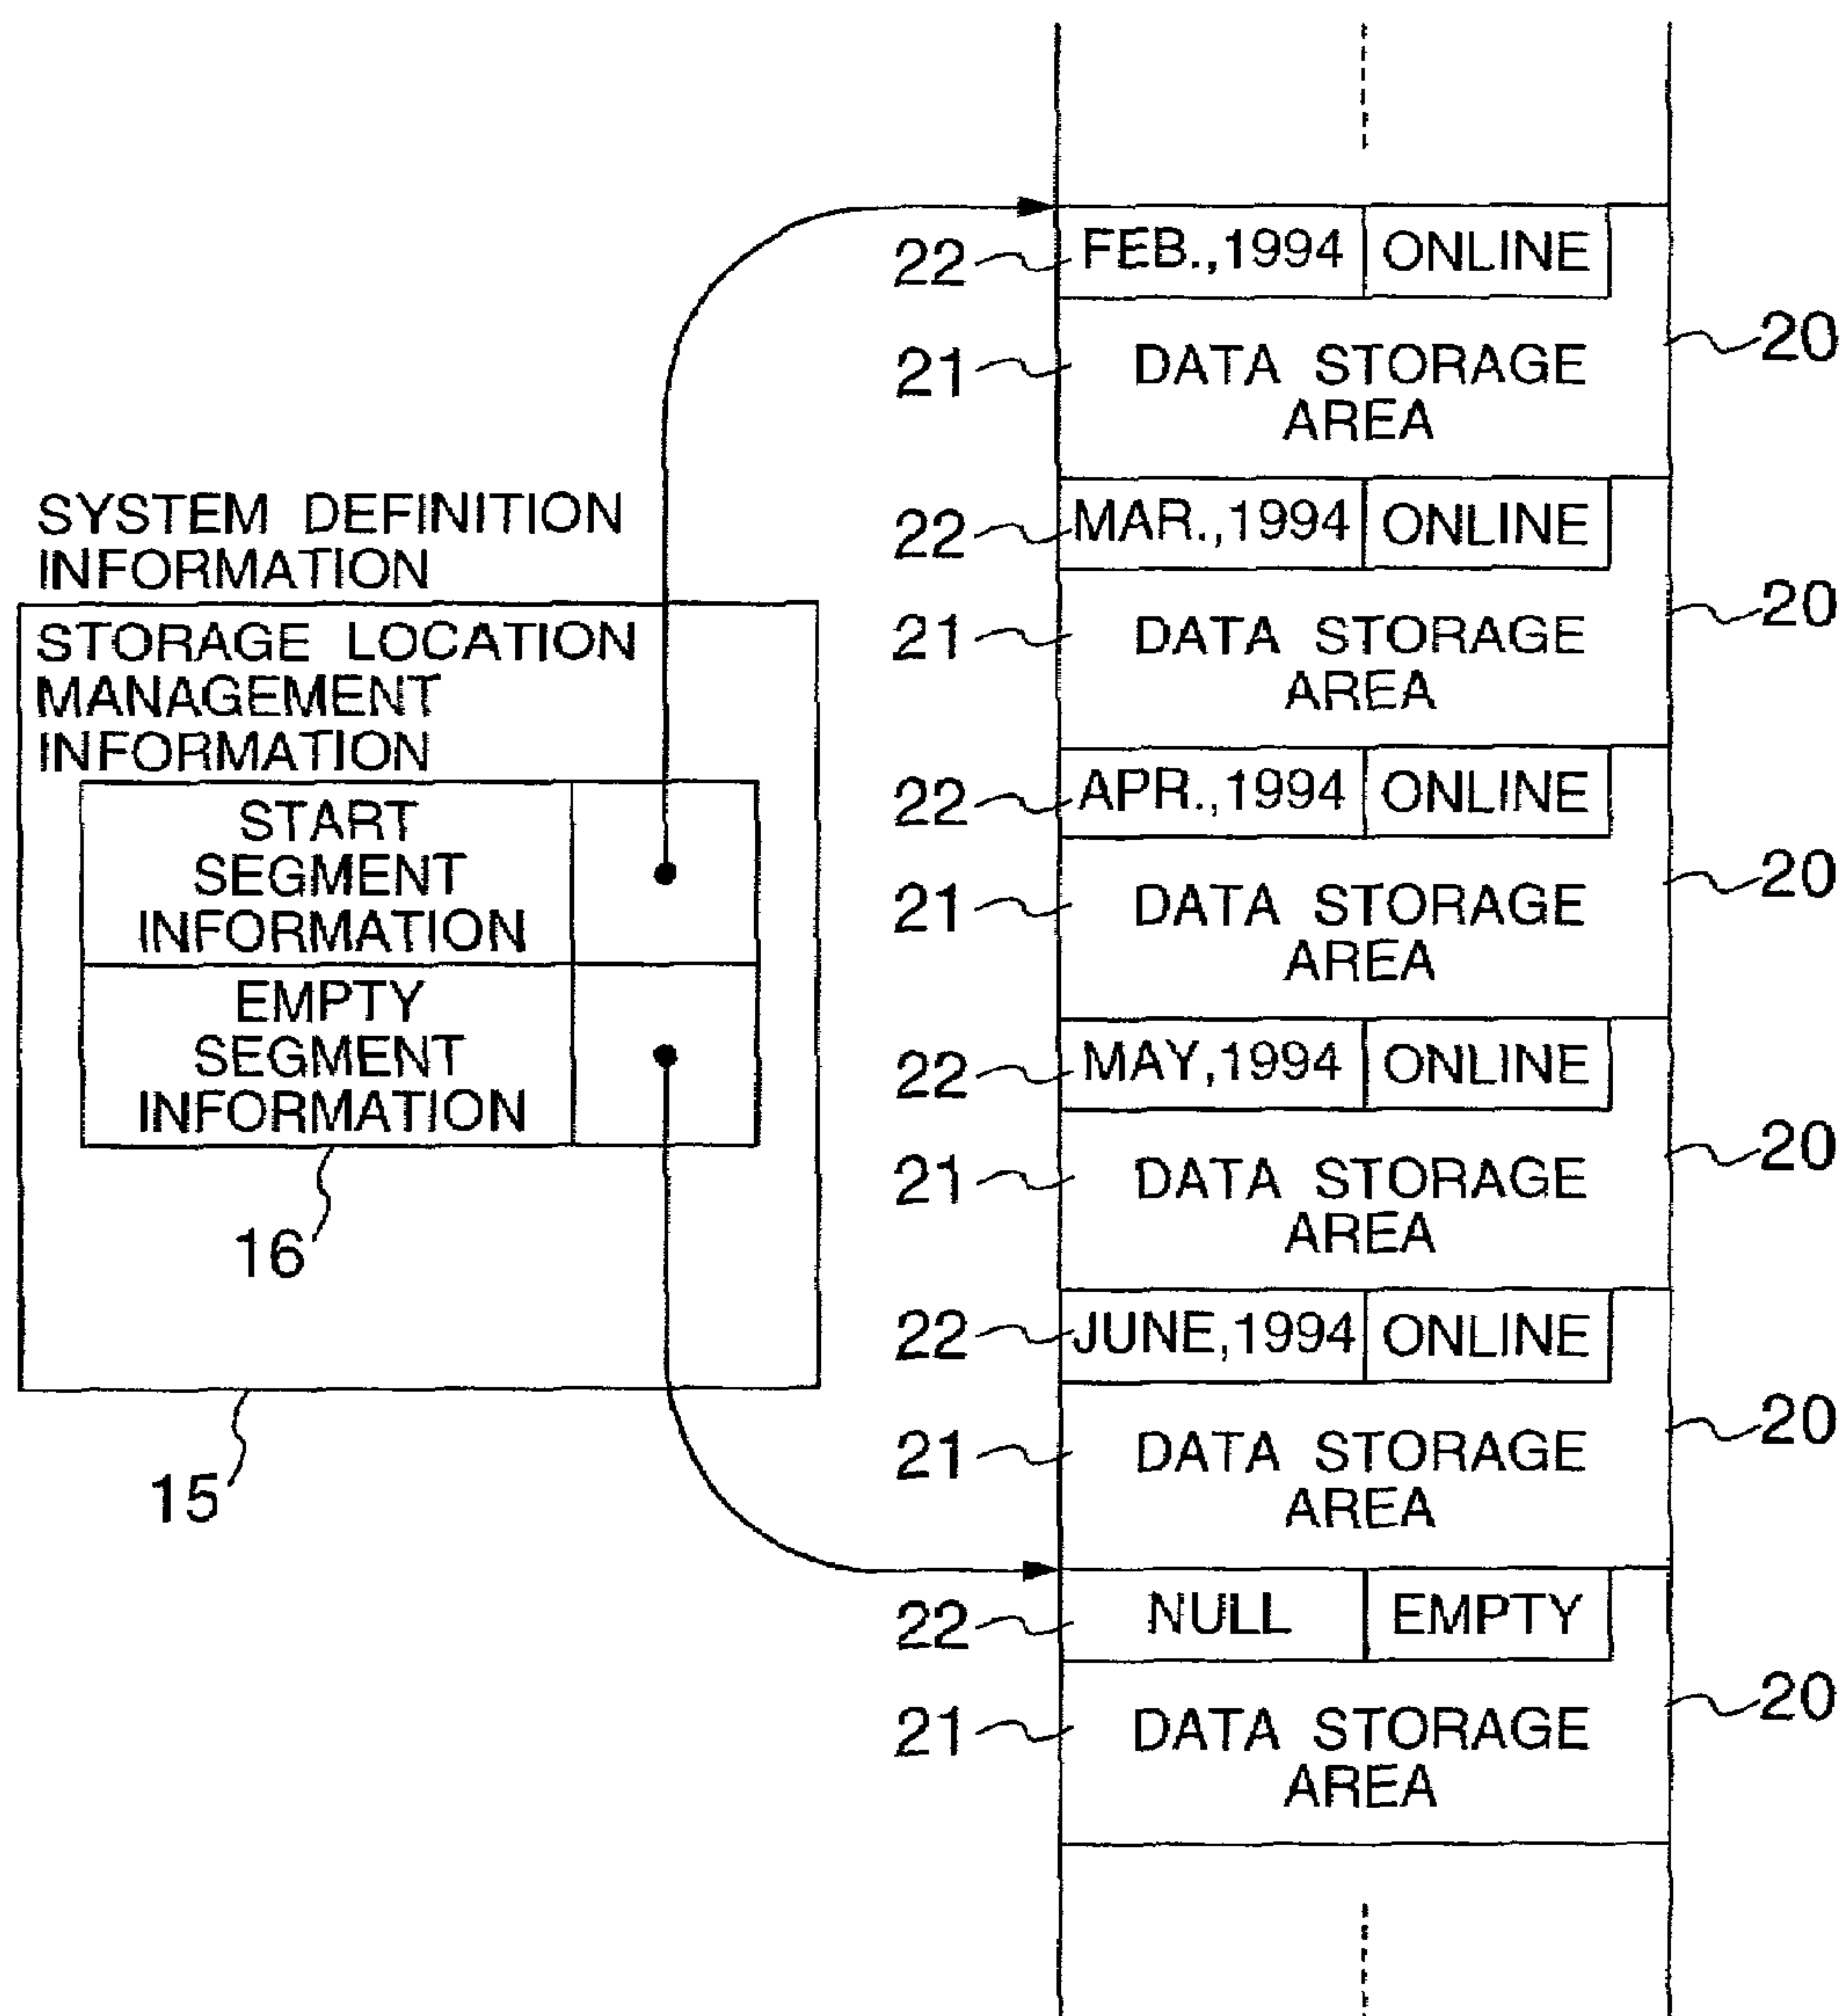 SYSTEM DEFINITION
INFORMATION
STORAGE LOCATION
MANAGEMENT
INFORMATION
START
SEGMENT
INFORMATION
EMPTY
SEGMENT
INFORMATION
16
15
22 FEB.,1994 ONLINE
20
21 DATA STORAGE
AREA
22 MAR.,1994 ONLINE
20
21 DATA STORAGE
AREA
22 APR.,1994 ONLINE
20
21 DATA STORAGE
AREA
22 MAY,1994 ONLINE
20
21 DATA STORAGE
AREA
22 JUNE,1994 ONLINE
20
21 DATA STORAGE
AREA
22 NULL EMPTY
20
21 DATA STORAGE
AREA